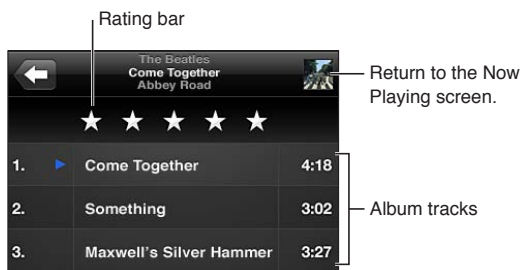 Rating bar
The Beatles
Come Together
Abbey Road
Return to the Now
Playing screen.
1. Come Together 4:18
2. Something 3:02
3. Maxwell's Silver Hammer 3:27
Album tracks